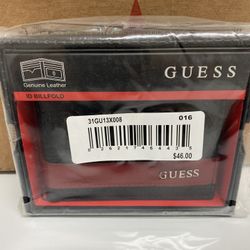 GUESS
Genuine Leather
ID BILLFOLD
31GU13X008
016
$46.00
GUESS